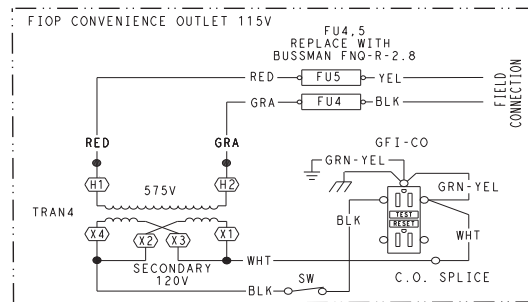 FIOP CONVENIENCE OUTLET 115V
FU4,5
REPLACE WITH
BUSSMAN FNQ-R-2.8
RED
FU5
YEL
GRA
FU4
BLK
FIELD
CONNECTION
RED
GRA
GFI-CO
GRN-YEL
H1
H2
575V
GRN-YEL
TRAN4
BLK
TEST
RESET
X4
X2
X3
X1
WHT
SECONDARY
120V
WHT
SW
C.O. SPLICE
BLK